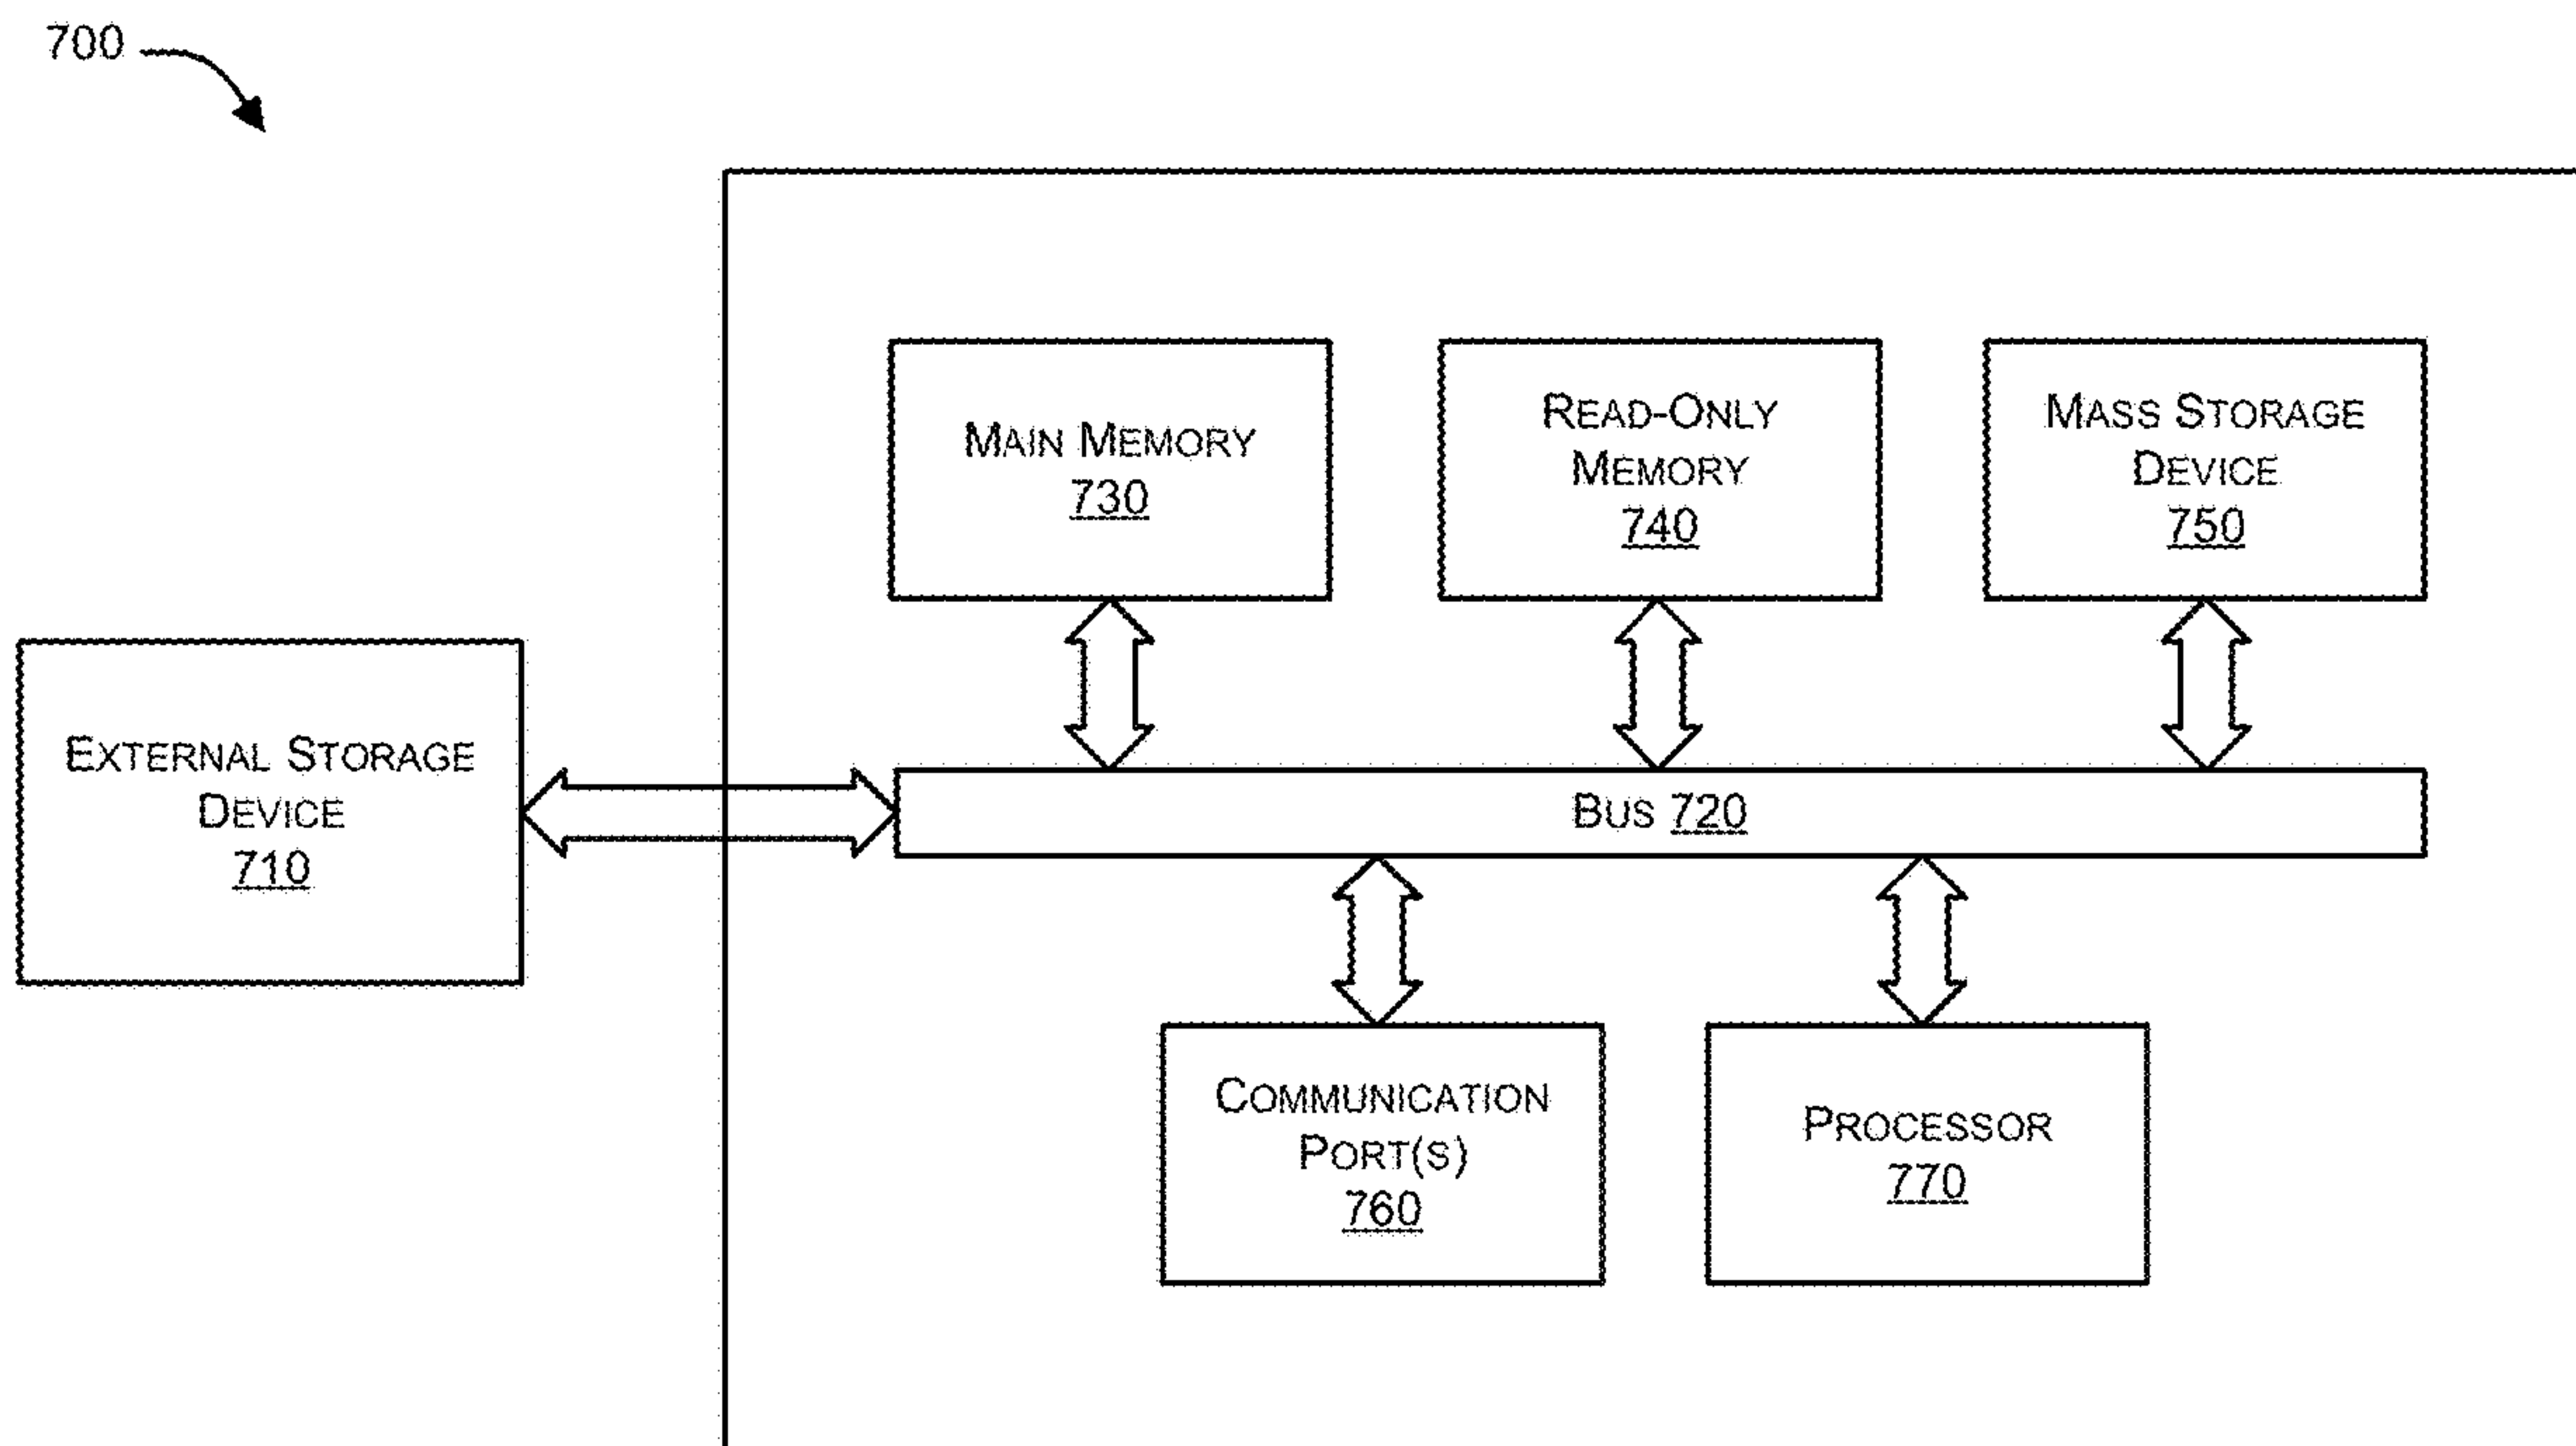 700
MAIN MEMORY
730
READ-ONLY
MEMORY
740
MASS STORAGE
DEVICE
750
EXTERNAL STORAGE
DEVICE
710
BUS 720
COMMUNICATION
PORT(S)
760
PROCESSOR
770